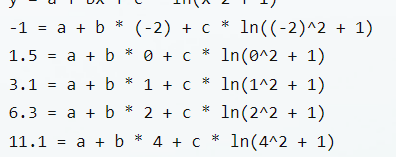 -1 = a + b * (-2) + c * ln((-2)^2 + 1)
1.5 = a + b * 0 + c * ln(0^2 + 1)
3.1 = a + b * 1 + c * ln(1^2 + 1)
6.3 = a + b * 2 + c * ln(2^2 + 1)
11.1 = a + b * 4 + c * ln(4^2 + 1)